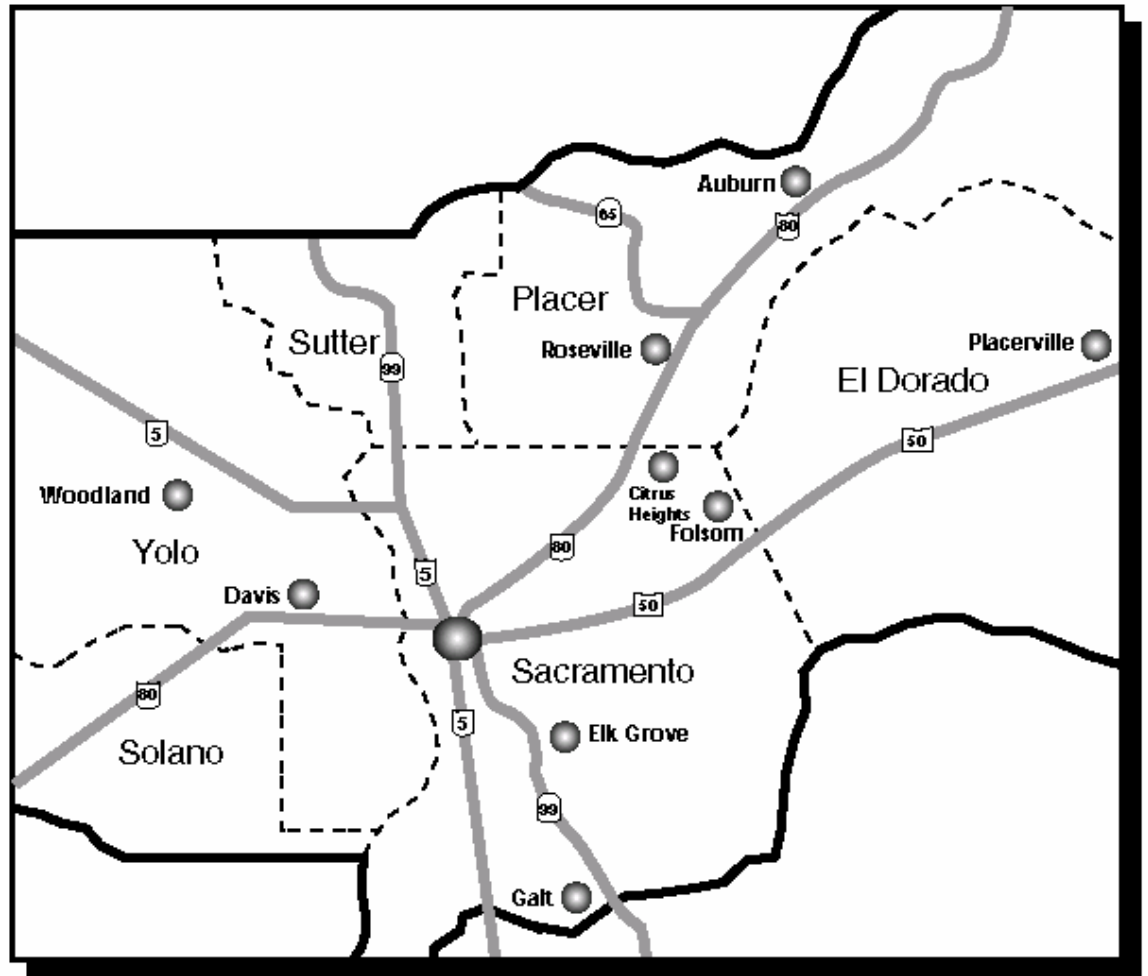 Auburn
65
80
Placer
Sutter
Roseville
Placerville
99
El Dorado
5
50
Citrus
Heights
Woodland
Folsom
Yolo
80
5
Davis
50
Sacramento
80
5
Elk Grove
Solano
99
Galt